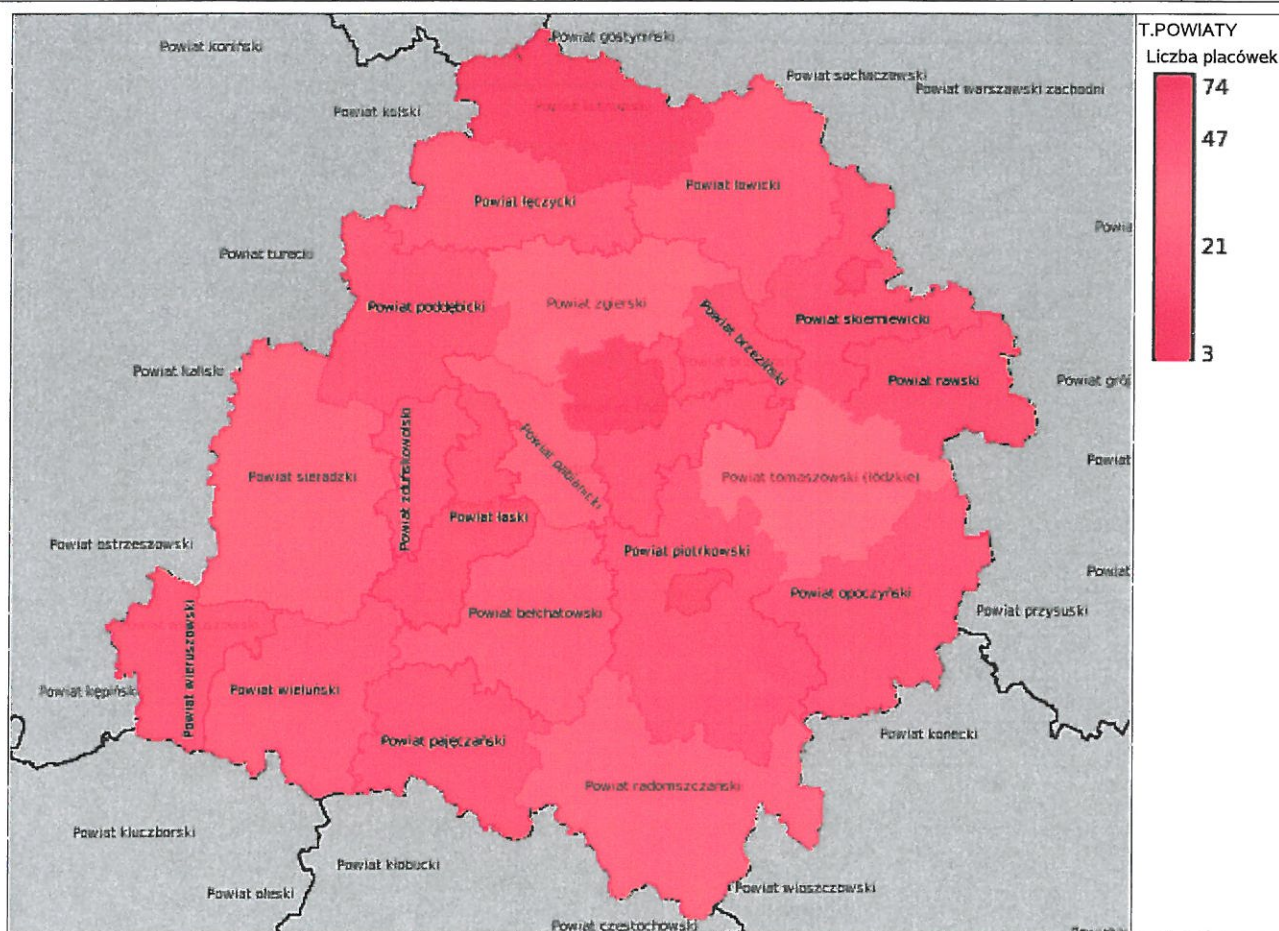 T.POWIATY
Liczba placówek
74
47
21
3
Powiat koniński
Powiat gostyniński
Powiat sochaczewski
Powiat warszawski zachodni
Powiat kolski
Powiat łowicki
Powiat łęczycki
Powia
Powiat turecki
Powiat poddębicki
Powiat zgierski
Powiat brzeziński
Powiat skierniewicki
Powiat kaliski
Powiat rawski
Powiat grój
Powiat sieradzki
Powiat zduńskowolski
Powiat pabianicki
Powiat tomaszowski (łódzkie)
Powiat
Powiat łaski
Powiat ostrzeszowski
Powiat piotrkowski
Powiat
Powiat opoczyński
Powiat przysuski
Powiat bełchatowski
Powiat wieruszowski
Powiat kępiński
Powiat wieluński
Powiat pajęczański
Powiat konecki
Powiat radomszczański
Powiat kluczborski
Powiat kłobucki
Powiat oleski
Powiat włoszczowski
Powiat częstochowski